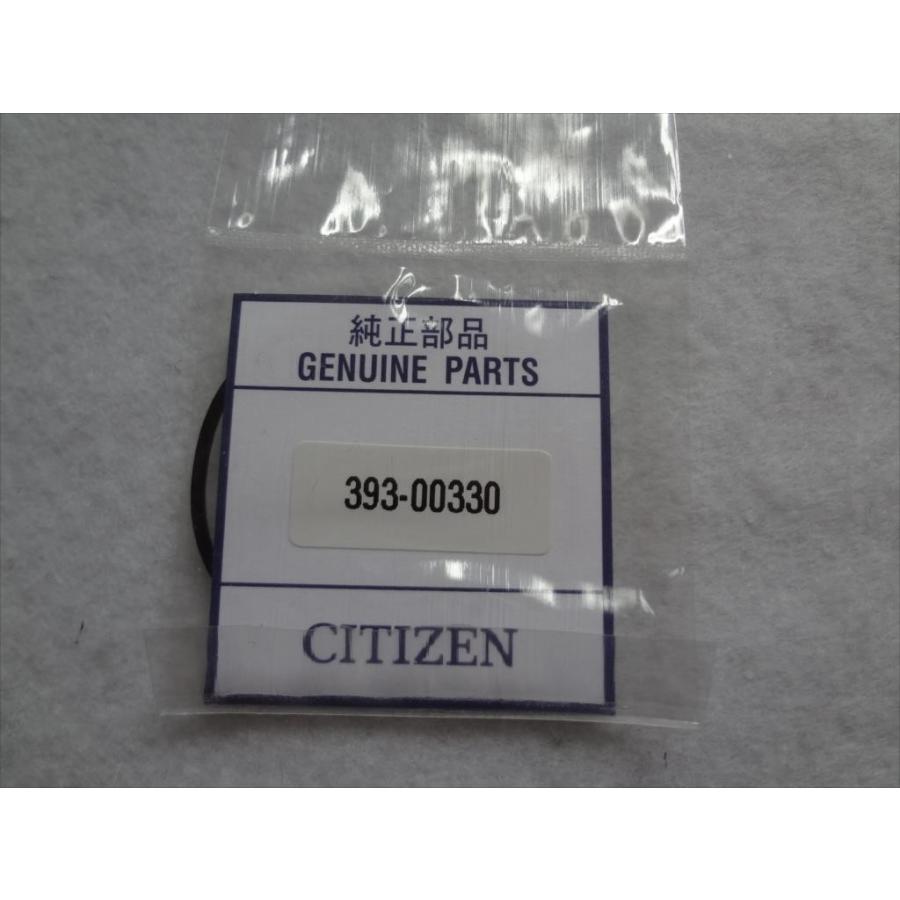 純正部品
GENUINE PARTS
393-00330
CITIZEN